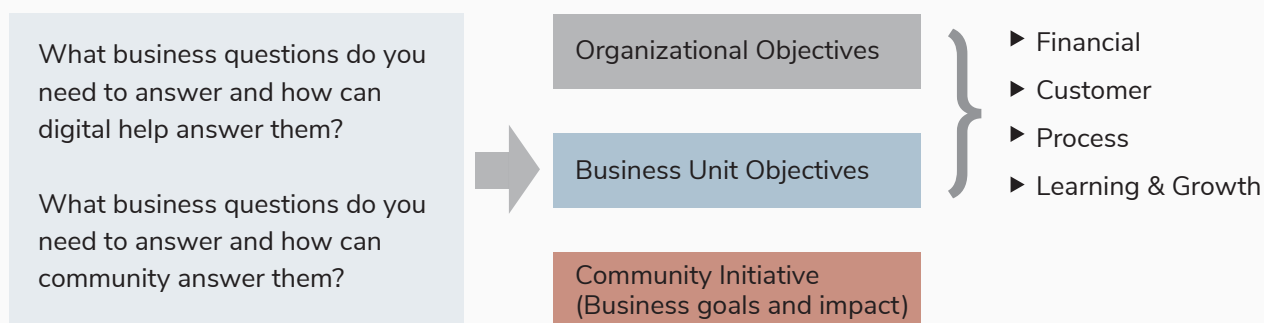 What business questions do you
need to answer and how can
digital help answer them?
What business questions do you
need to answer and how can
community answer them?
Organizational Objectives
Business Unit Objectives
Community Initiative
(Business goals and impact)
Financial
Customer
Process
Learning & Growth